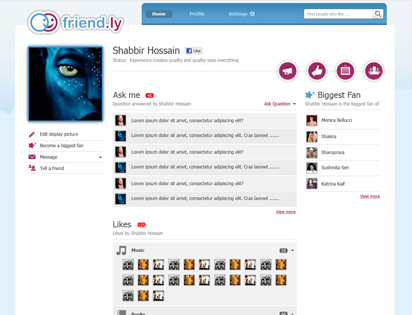 friend.ly
Home Profile Settings
Find people who like ...
Shabbir Hossain Like
Status: Experience creates quality and quality says everything
Ask me
Question answered by Shabbir Hossain Ask Question
Lorem ipsum dolor sit amet, consectetur adipiscing elit?
Lorem ipsum dolor sit amet, consectetur adipiscing elit. Cras laoreet .......
Lorem ipsum dolor sit amet, consectetur adipiscing elit?
Lorem ipsum dolor sit amet, consectetur adipiscing elit. Cras laoreet .......
Lorem ipsum dolor sit amet, consectetur adipiscing elit?
Lorem ipsum dolor sit amet, consectetur adipiscing elit. Cras laoreet .......
View more
Biggest Fan
Shabbir Hossain is the biggest fan of
Monica Bellucci
Shakira
Sharapova
Sushmita Sen
Katrina Kaif
View more
Edit display picture
Become a biggest fan
Message
Tell a friend
Likes
Liked by Shabbir Hossain
Music
Books